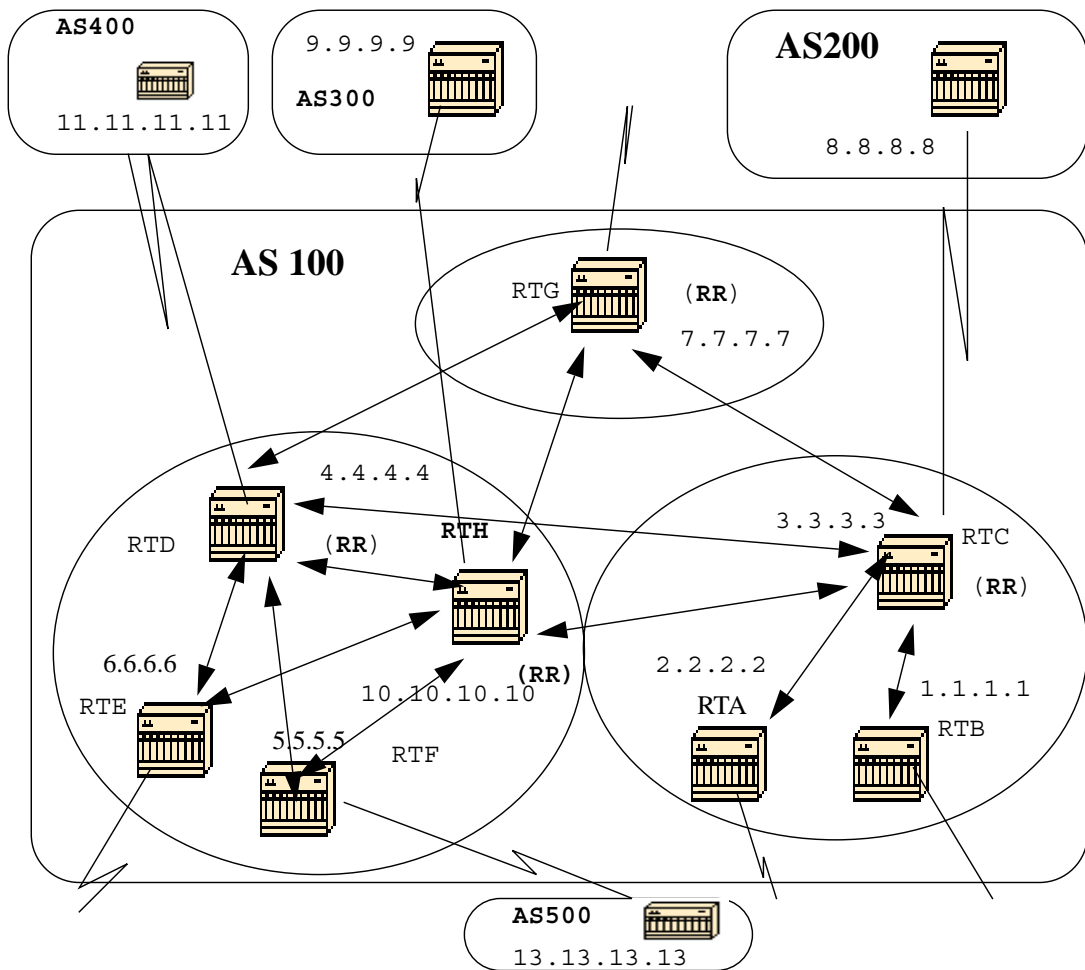 AS400
11.11.11.11
9.9.9.9
AS300
AS200
8.8.8.8
AS 100
RTG
(RR)
7.7.7.7
4.4.4.4
RTD
(RR)
RTH
3.3.3.3
RTC
(RR)
6.6.6.6
RTE
5.5.5.5
RTF
10.10.10.10
(RR)
2.2.2.2
RTA
1.1.1.1
RTB
AS500
13.13.13.13